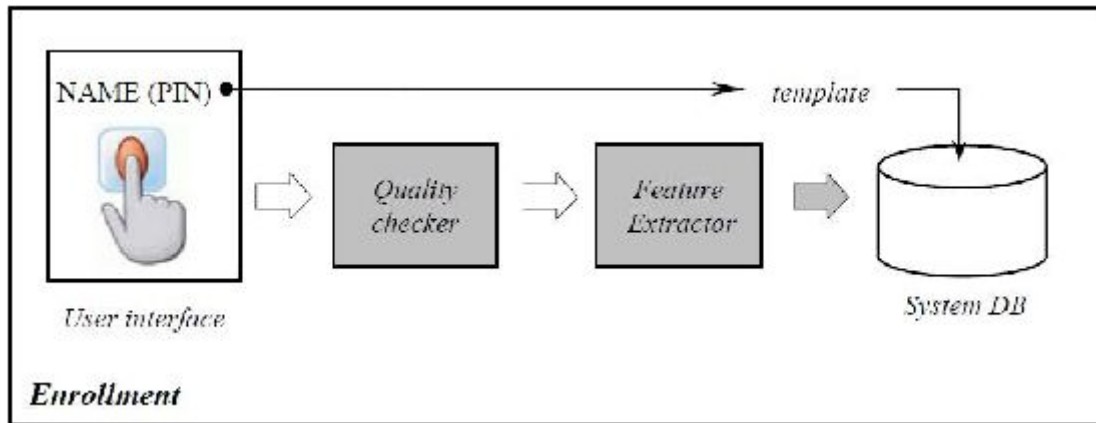 NAME (PIN)
template
Quality
checker
Feature
Extractor
User interface
System DB
Enrollment